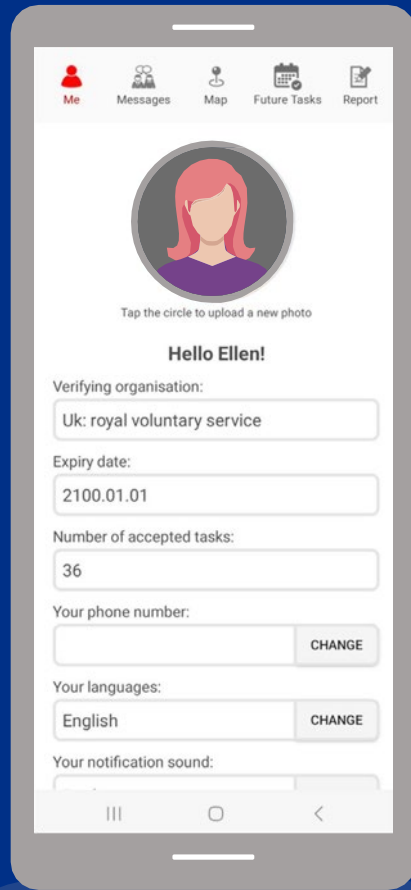 Me Messages Map Future Tasks Report
Tap the circle to upload a new photo
Hello Ellen!
Verifying organisation:
Uk: royal voluntary service
Expiry date:
2100.01.01
Number of accepted tasks:
36
Your phone number:
CHANGE
Your languages:
English CHANGE
Your notification sound: